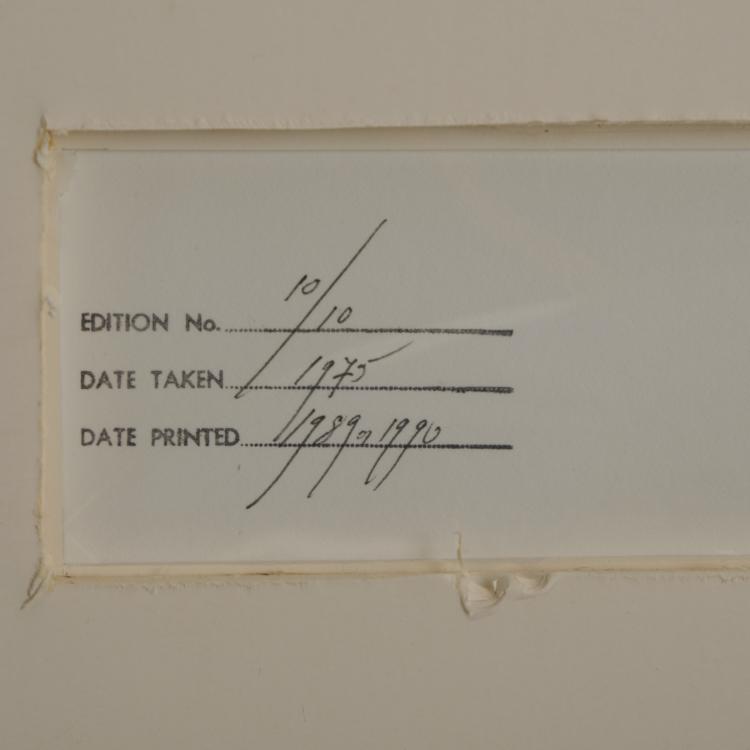 EDITION No. 10/10
DATE TAKEN 1975
DATE PRINTED 1989 1990